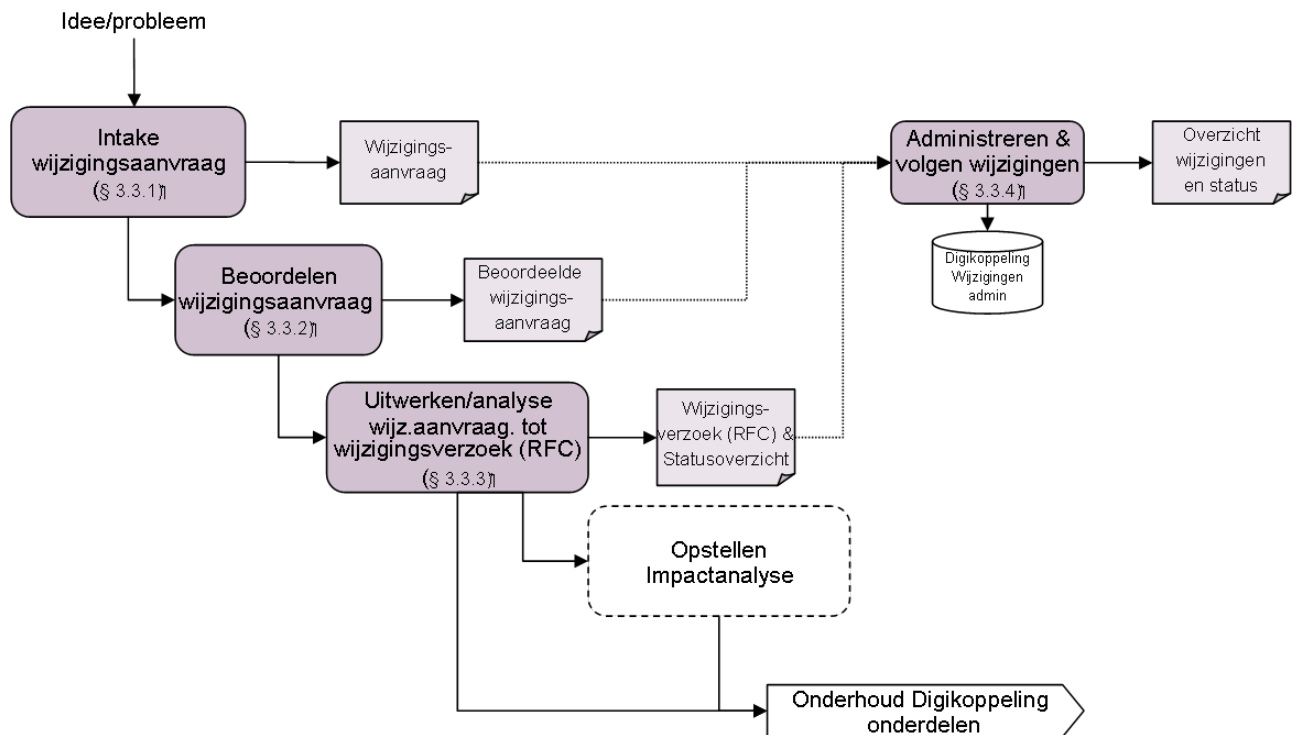 Idee/probleem
Intake
wijzigingsaanvraag
(§ 3.3.1)¶
Wijzigings-
aanvraag
Administreren &
volgen wijzigingen
(§ 3.3.4)¶
Overzicht
wijzigingen
en status
Digikoppeling
Wijzigingen
admin
Beoordelen
wijzigingsaanvraag
(§ 3.3.2)¶
Beoordeelde
wijzigings-
aanvraag
Uitwerken/analyse
wijz.aanvraag. tot
wijzigingsverzoek (RFC)
(§ 3.3.3)¶
Wijzigings-
verzoek (RFC) &
Statusoverzicht
Opstellen
Impactanalyse
Onderhoud Digikoppeling
onderdelen